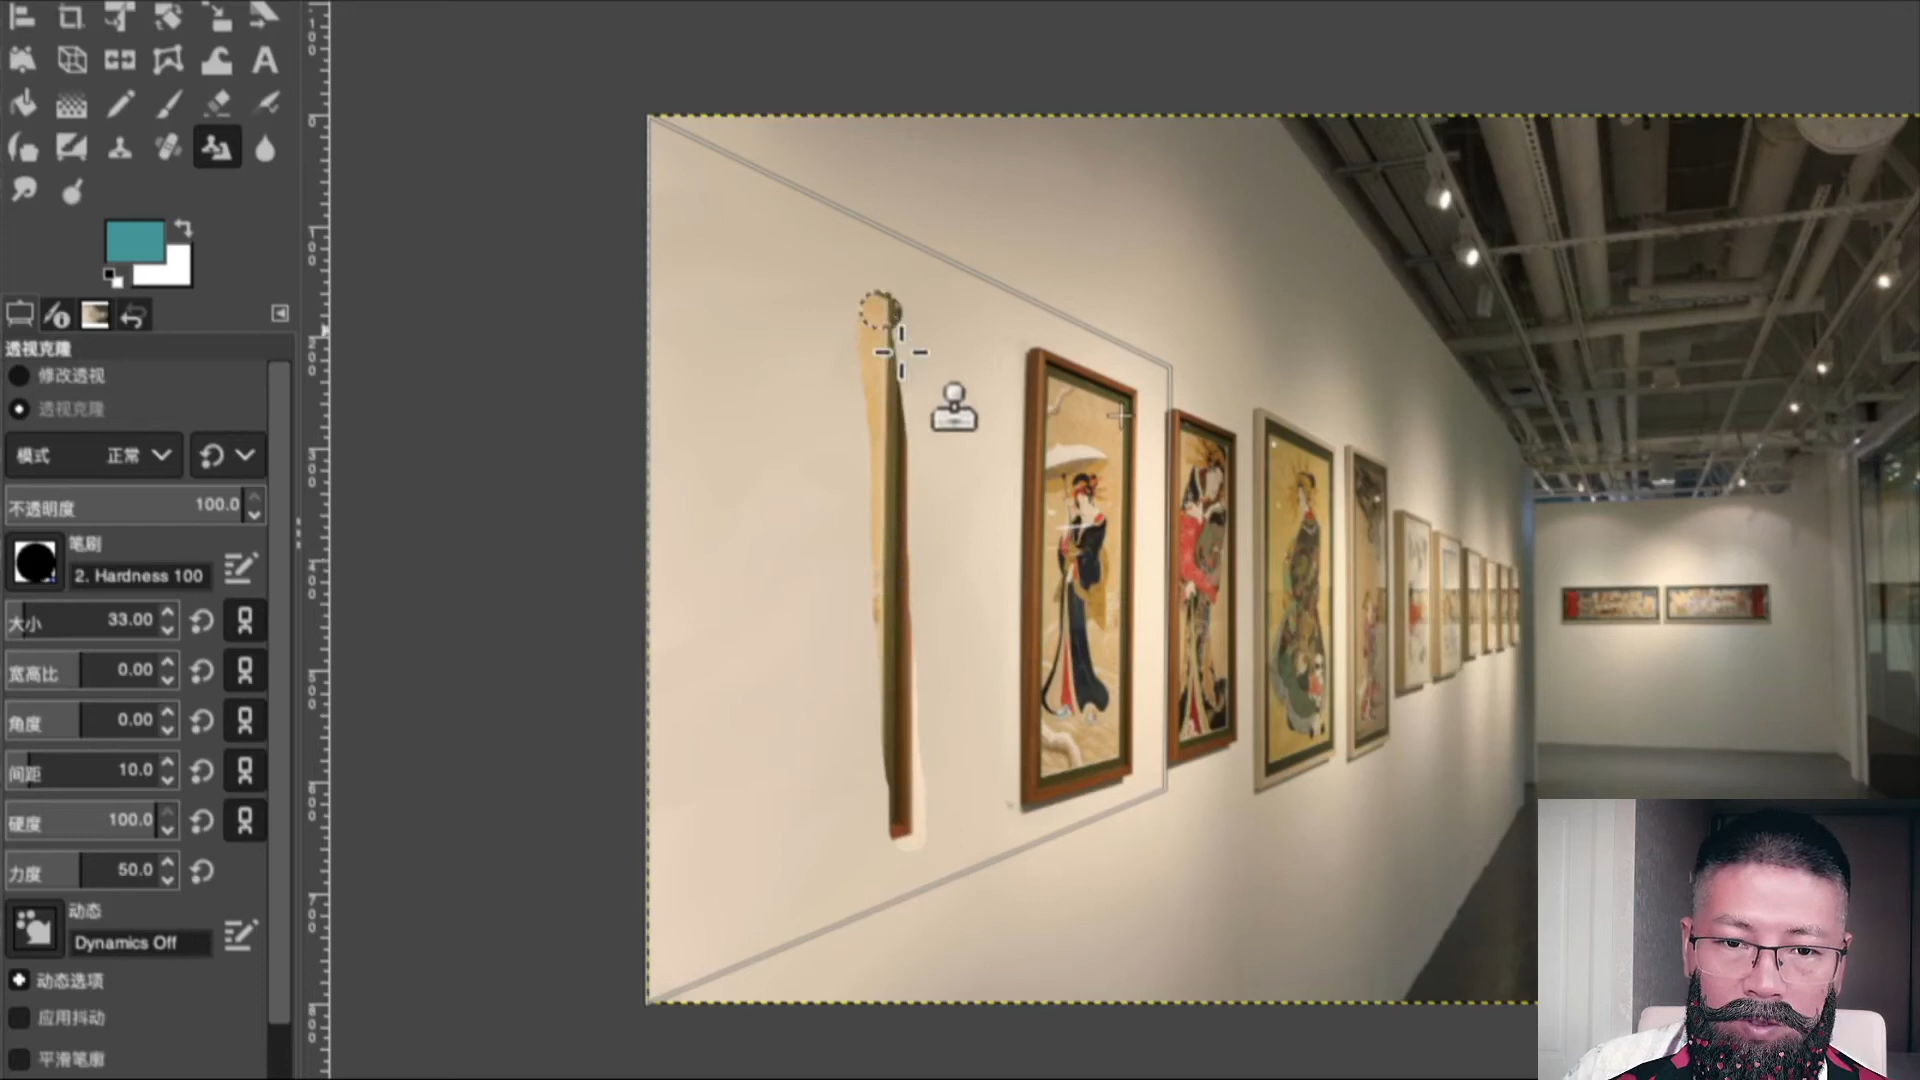 透视克隆
修改透视
透视克隆
模式 正常
不透明度 100.0
笔刷
2. Hardness 100
大小 33.00
宽高比 0.00
角度 0.00
间距 10.0
硬度 100.0
力度 50.0
动态
Dynamics Off
动态选项
应用抖动
平滑笔廓